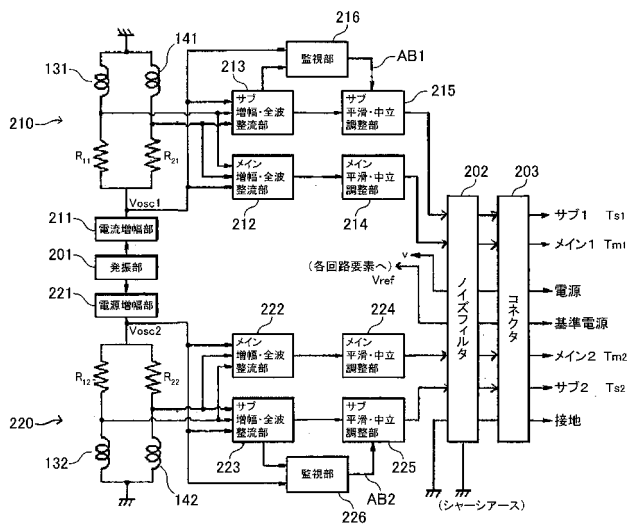 216
141
監視部
AB1
131
213
215
サブ
増幅・全波
整流部
サブ
平滑・中立
調整部
210
R11
R21
202
203
メイン
増幅・全波
整流部
メイン
平滑・中立
調整部
Vosc1
サブ1 Ts1
211
212
214
電流増幅部
メイン1 Tm1
201
発振部
(各回路要素へ)
v
Vref
電源
221
電源増幅部
222
224
基準電源
Vosc2
メイン
増幅・全波
整流部
メイン
平滑・中立
調整部
ノイズフィルタ
コネクタ
メイン2 Tm2
R12
R22
サブ2 Ts2
220
サブ
増幅・全波
整流部
サブ
平滑・中立
調整部
接地
132
142
223
225
監視部
AB2
226
(シャーシアース)